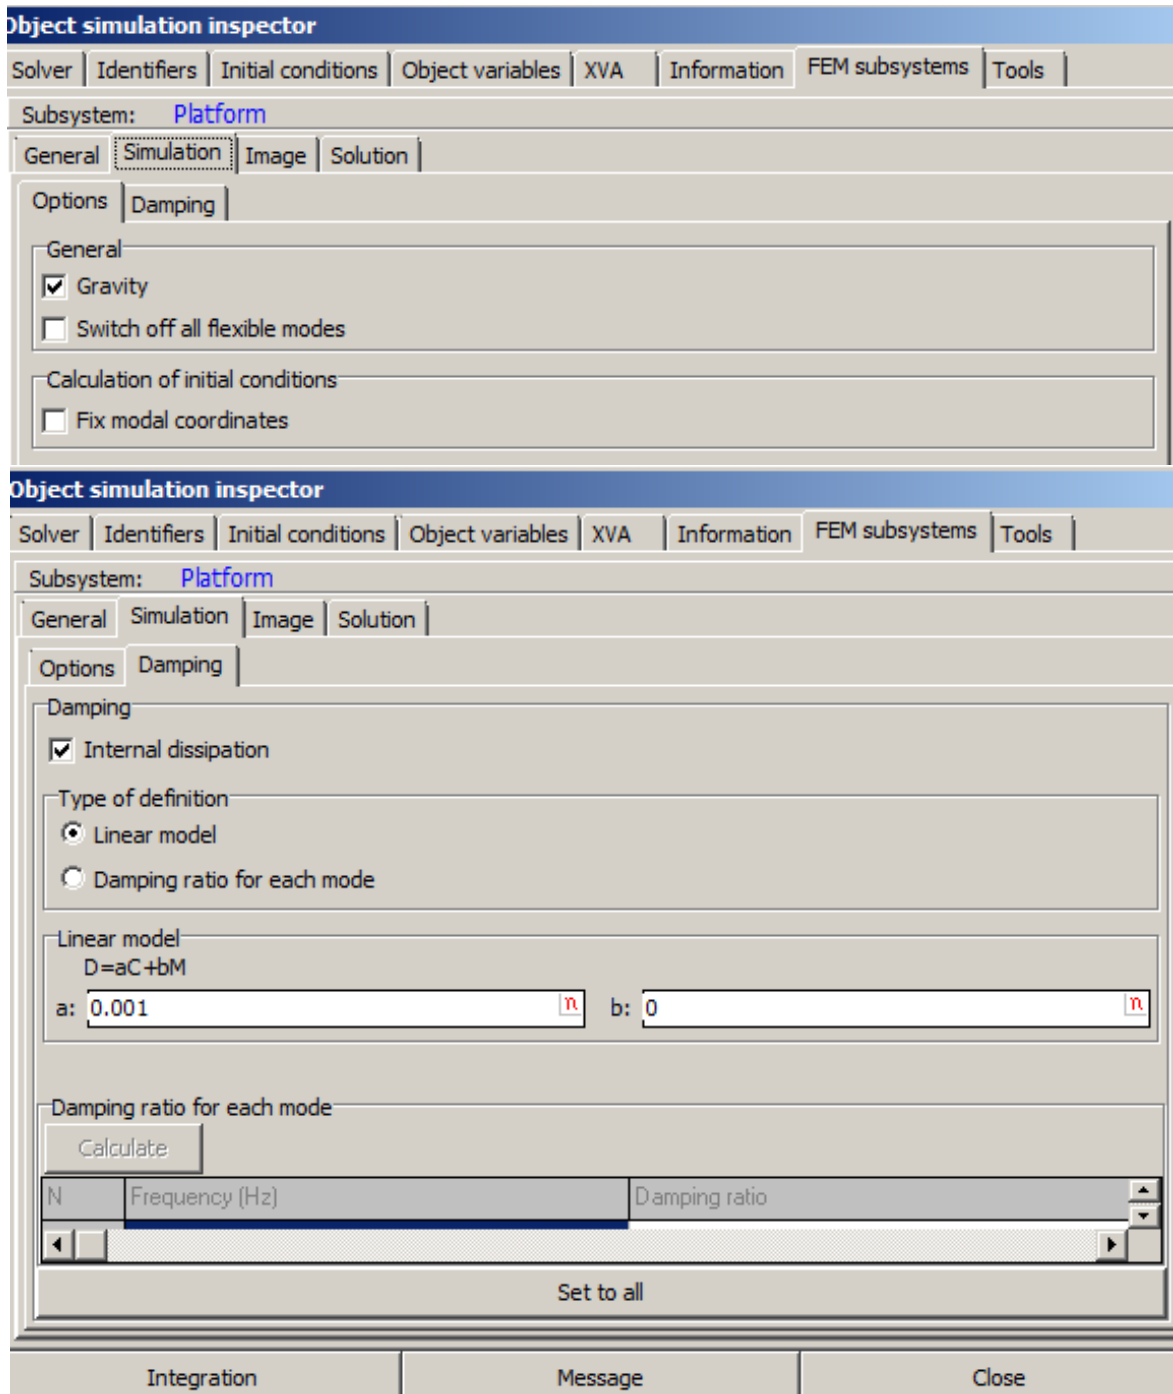 Object simulation inspector
Solver Identifiers Initial conditions Object variables XVA Information FEM subsystems Tools
Subsystem: Platform
General Simulation Image Solution
Options Damping
General
Gravity
Switch off all flexible modes
Calculation of initial conditions
Fix modal coordinates
Object simulation inspector
Solver Identifiers Initial conditions Object variables XVA Information FEM subsystems Tools
Subsystem: Platform
General Simulation Image Solution
Options Damping
Damping
Internal dissipation
Type of definition
Linear model
Damping ratio for each mode
Linear model
D=aC+bM
a: 0.001 n b: 0 n
Damping ratio for each mode
Calculate
N Frequency (Hz) Damping ratio
Set to all
Integration Message Close